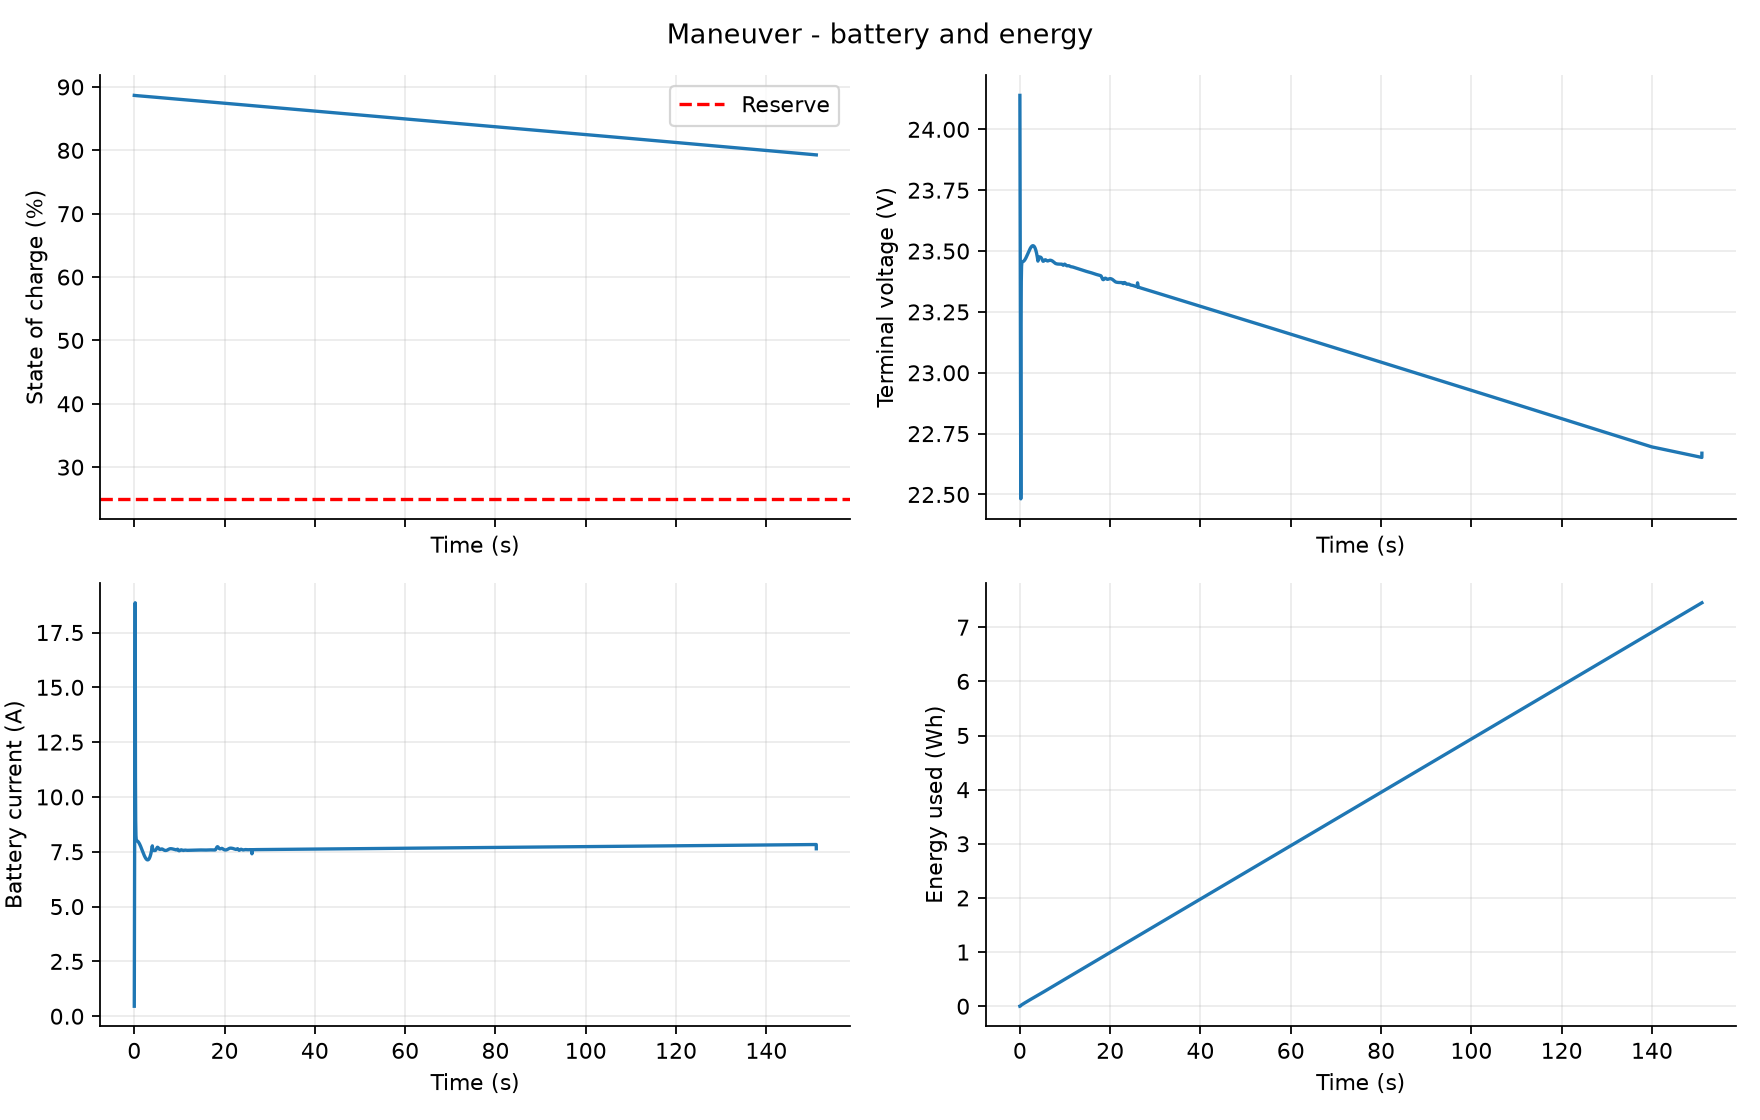 Maneuver - battery and energy
90
80
70
60
50
40
30
State of charge (%)
Reserve
Time (s)
24.00
23.75
23.50
23.25
23.00
22.75
22.50
Terminal voltage (V)
Time (s)
17.5
15.0
12.5
10.0
7.5
5.0
2.5
0.0
Battery current (A)
0 20 40 60 80 100 120 140
Time (s)
7
6
5
4
3
2
1
0
Energy used (Wh)
0 20 40 60 80 100 120 140
Time (s)